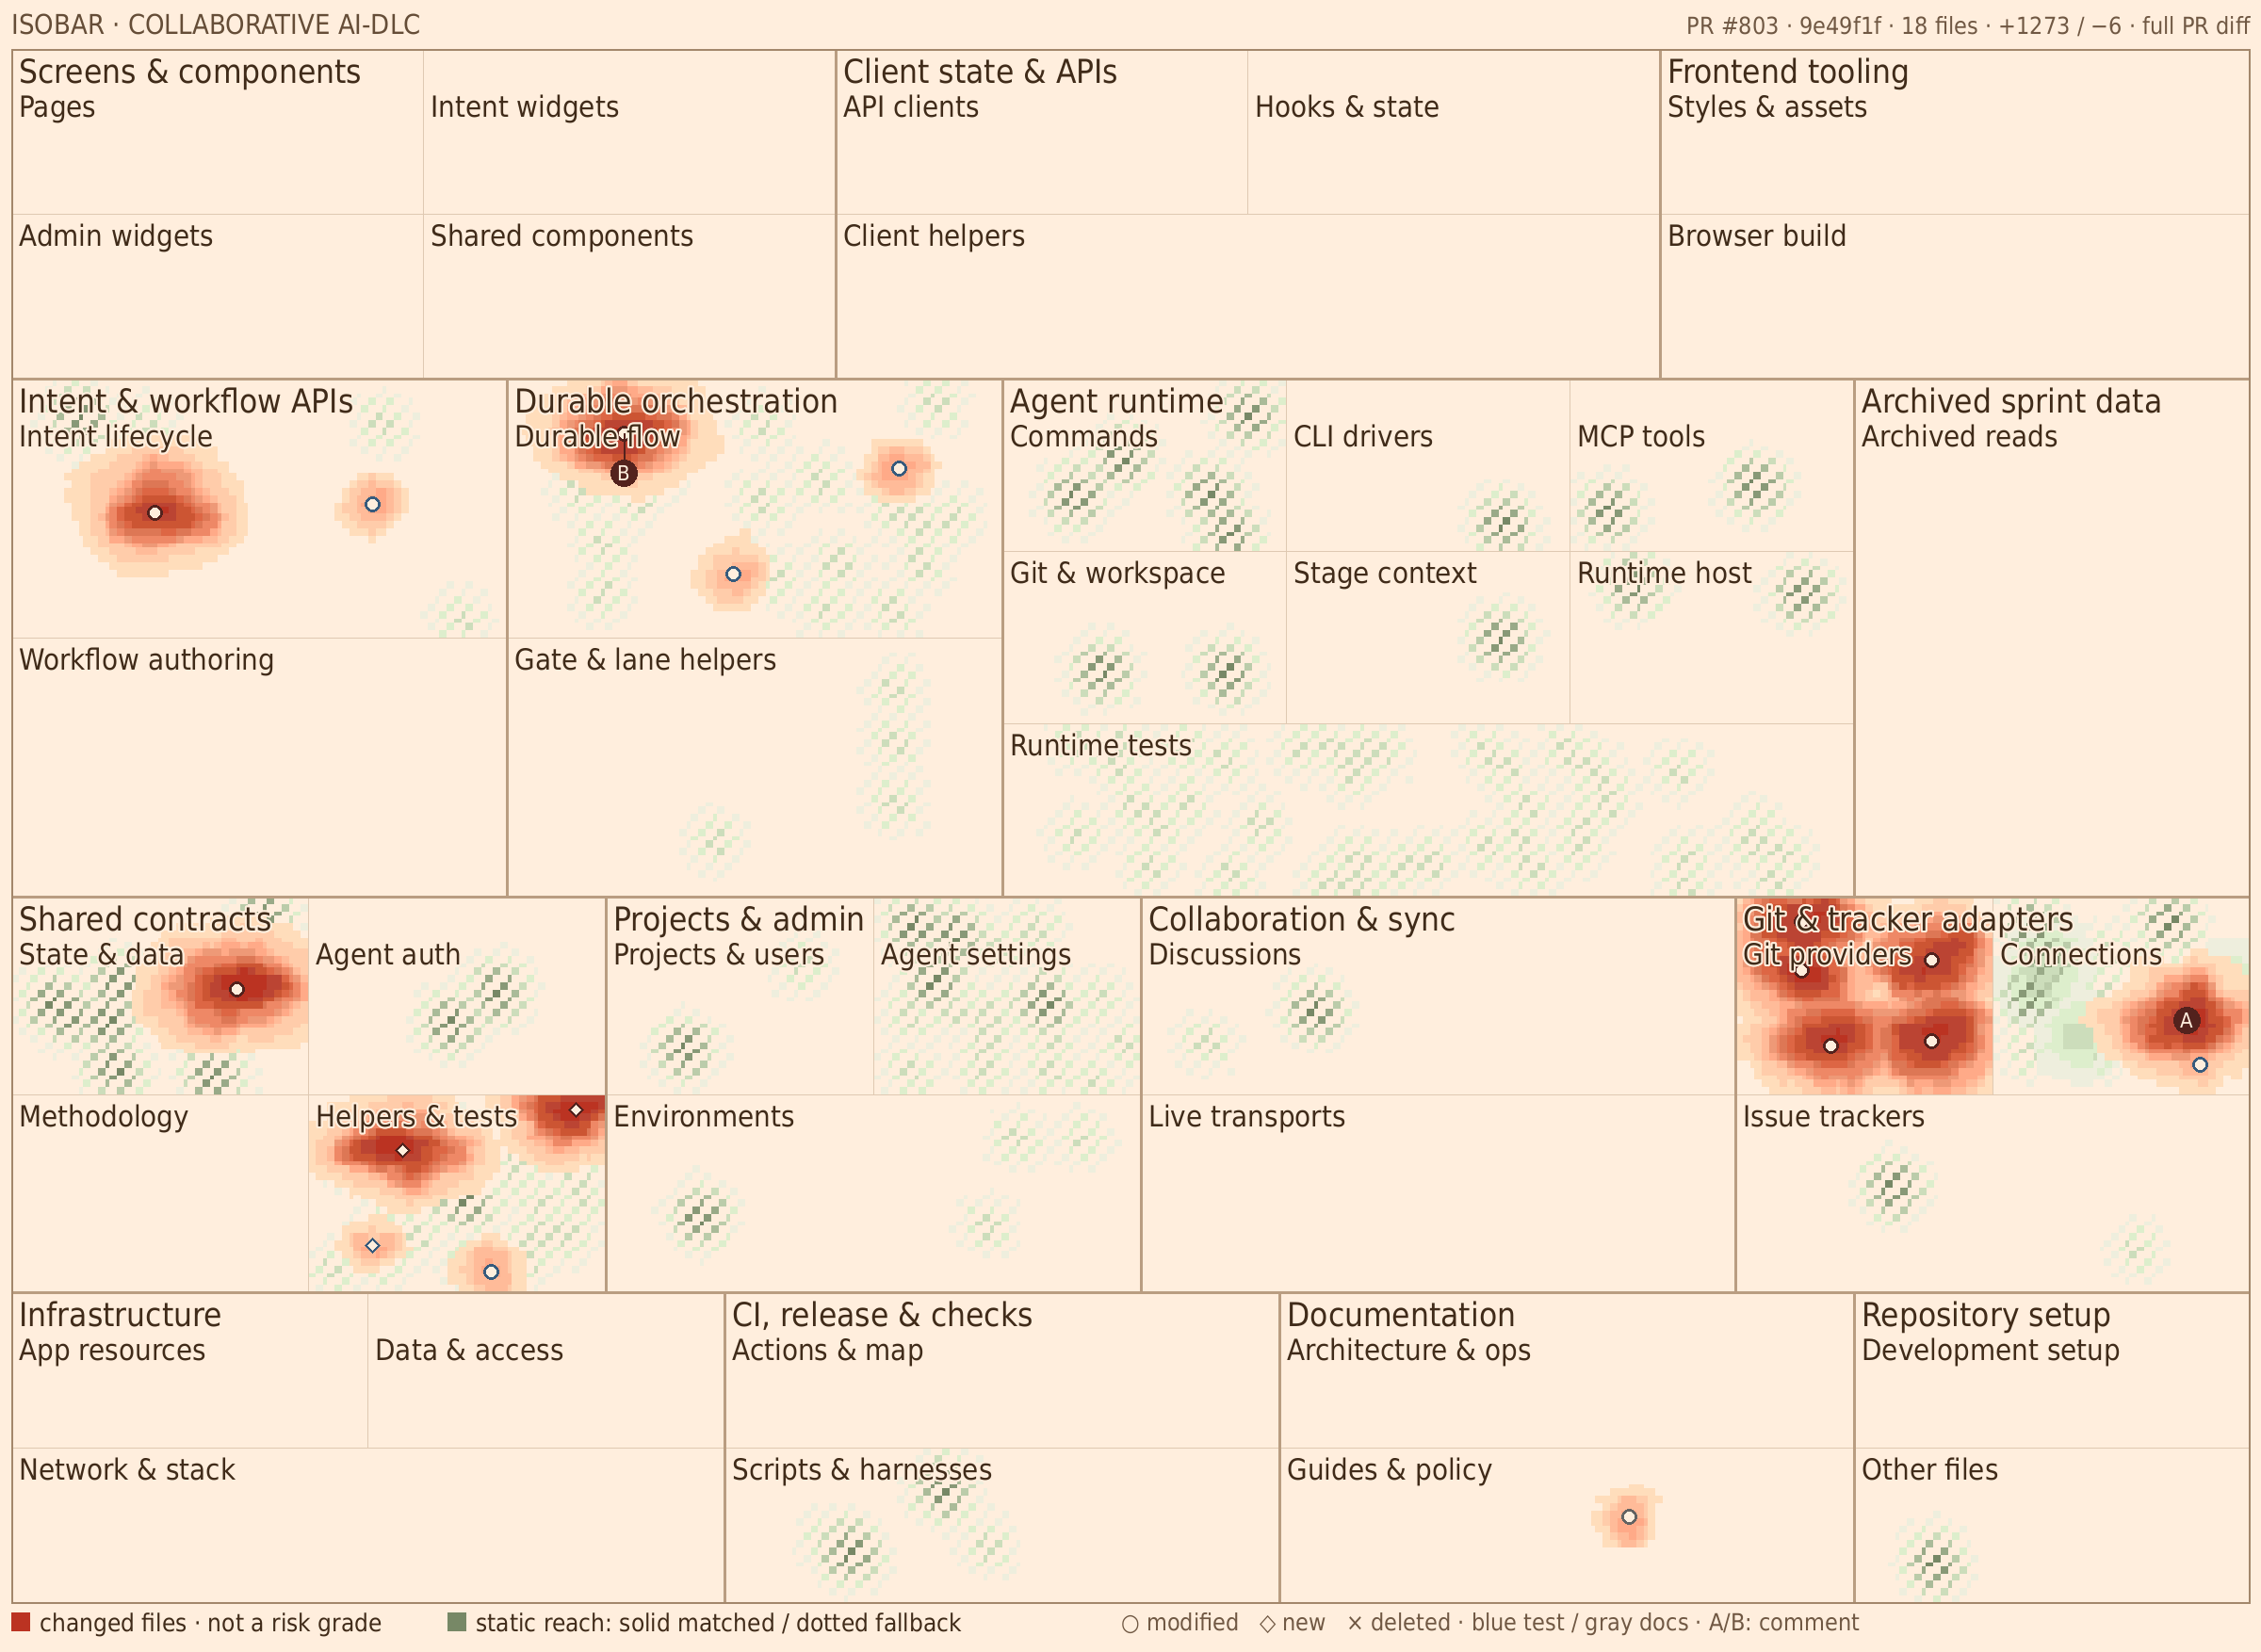 ISOBAR · COLLABORATIVE AI-DLC
PR #803 · 9e49f1f · 18 files · +1273 / −6 · full PR diff
Screens & components
Pages
Intent widgets
Client state & APIs
API clients
Hooks & state
Frontend tooling
Styles & assets
Admin widgets
Shared components
Client helpers
Browser build
Intent & workflow APIs
Intent lifecycle
Durable orchestration
Durable flow
B
Agent runtime
Commands
CLI drivers
MCP tools
Archived sprint data
Archived reads
Git & workspace
Stage context
Runtime host
Workflow authoring
Gate & lane helpers
Runtime tests
Shared contracts
State & data
Agent auth
Projects & admin
Projects & users
Agent settings
Collaboration & sync
Discussions
Git & tracker adapters
Git providers
Connections
A
Methodology
Helpers & tests
Environments
Live transports
Issue trackers
Infrastructure
App resources
Data & access
CI, release & checks
Actions & map
Documentation
Architecture & ops
Repository setup
Development setup
Network & stack
Scripts & harnesses
Guides & policy
Other files
changed files · not a risk grade
static reach: solid matched / dotted fallback
○ modified ◇ new × deleted · blue test / gray docs · A/B: comment